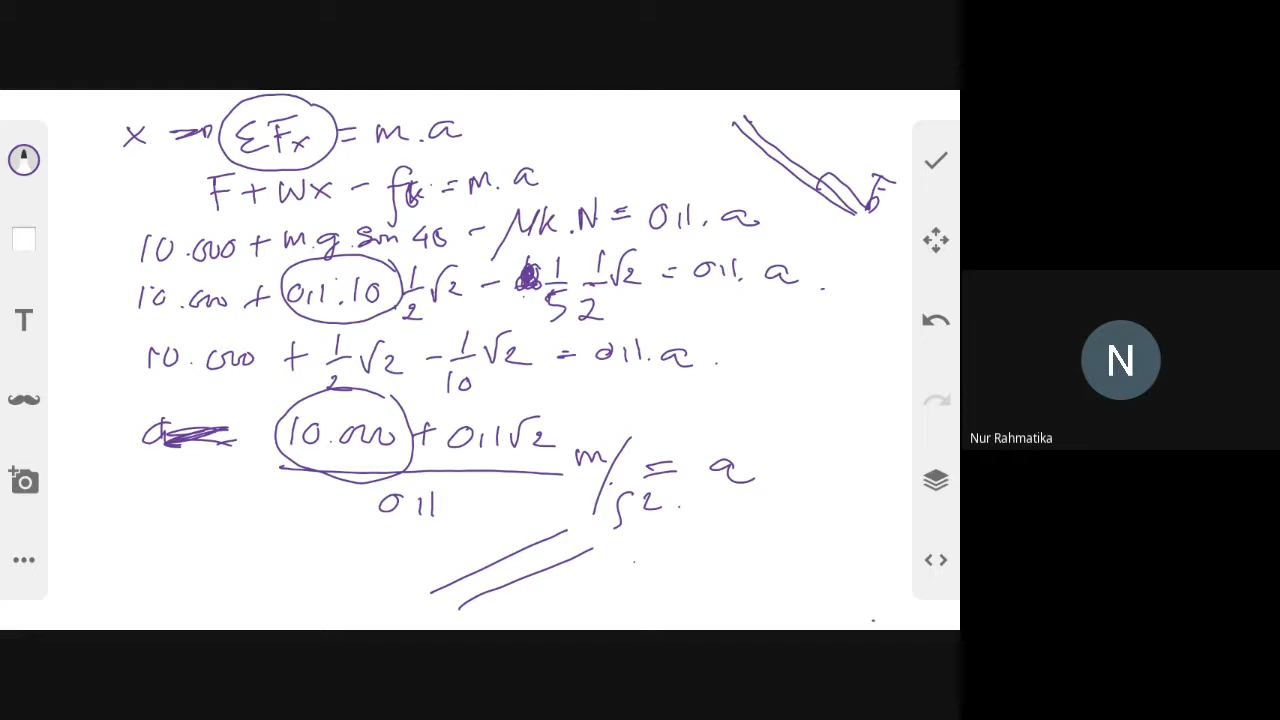 x → ΣFx = m.a
F + Wx - fk = m.a
10.000 + m.g.sin 45 - μk.N = 0,1.a
10.000 + 0,1.10 1/2 √2 - 1/5 1/2 √2 = 0,1.a
10.000 + 1/2 √2 - 1/10 √2 = 0,1.a
10.000 + 0,1√2 / 0,1 m/s2 = a
F
T
N
Nur Rahmatika